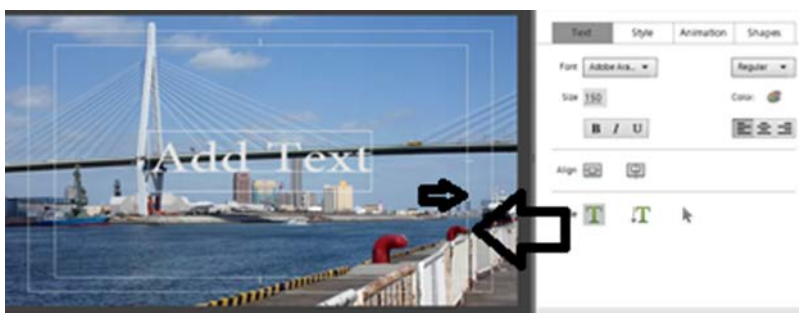 Add Text
Text Style Animation Shapes
Font Adobe Ara... Regular
Size 150 Color:
B I U
Align
T T